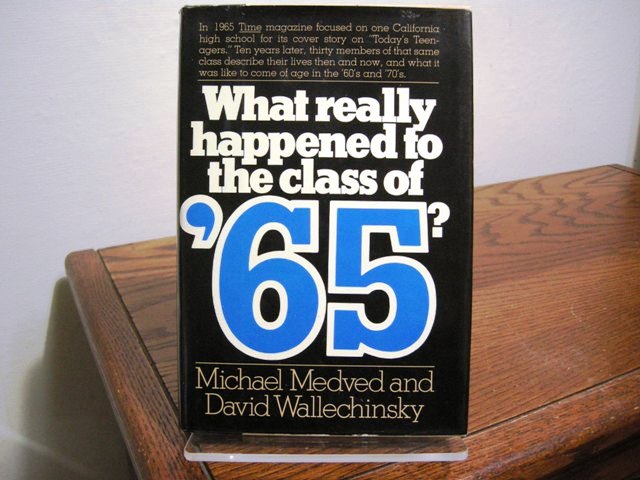 In 1965 Time magazine focused on one California
high school for its cover story on "Today's Teen-
agers." Ten years later, thirty members of that same
class describe their lives then and now, and what it
was like to come of age in the '60's and '70's.
What really
happened to
the class of
'65?
Michael Medved and
David Wallechinsky